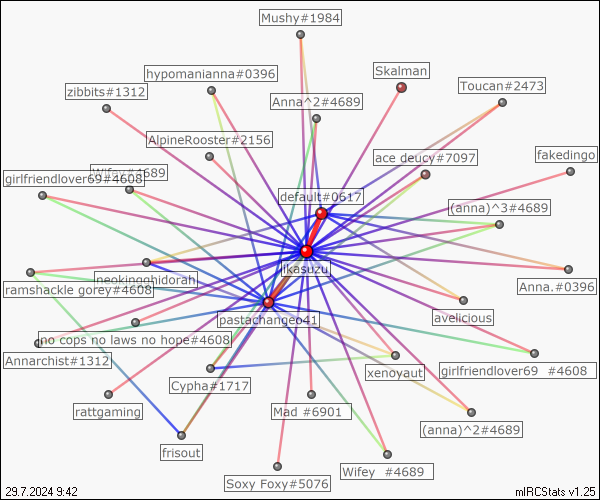 Mushy#1984
hypomanianna#0396
Skalman
zibbits#1312
Toucan#2473
Anna^2#4689
AlpineRooster#2156
ace deucy#7097
fakedingo
girlfriendlover69#4608
default#0617
(anna)^3#4689
ikasuzu
neokingghidorah
ramshackle gorey#4608
Anna.#0396
avelicious
pastachangeo41
no cops no laws no hope#4608
Annarchist#1312
xenoyaut
girlfriendlover69 #4608
Cypha#1717
rattgaming
Mad #6901
(anna)^2#4689
frisout
Wifey #4689
Soxy Foxy#5076
29.7.2024 9:42
mIRCStats v1.25